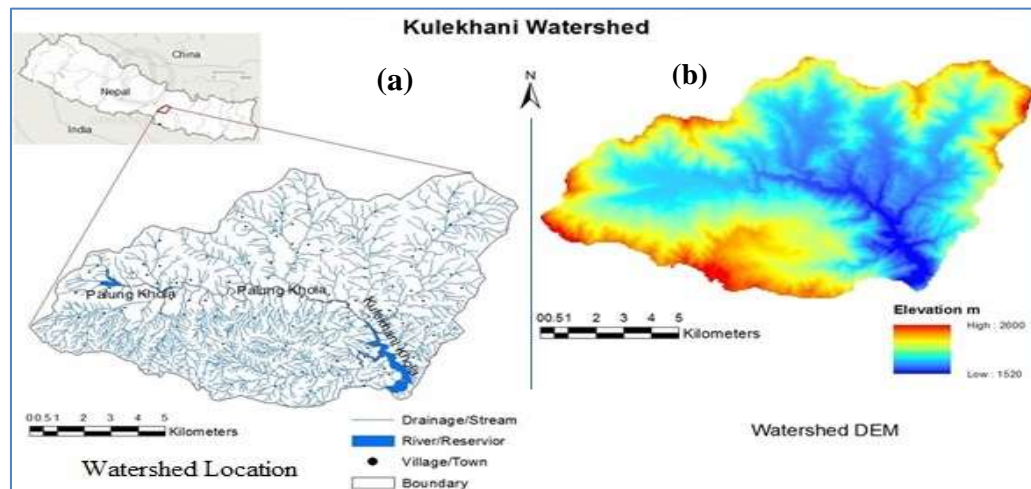 Kulekhani Watershed
China
Nepal
India
(a)
N
(b)
Palung Khola
Palung Khola
Kulekhani Khola
00.51 2 3 4 5
Kilometers
Drainage/Stream
River/Reservior
Village/Town
Boundary
Watershed Location
00.51 2 3 4 5
Kilometers
Elevation m
High : 2600
Low : 1520
Watershed DEM